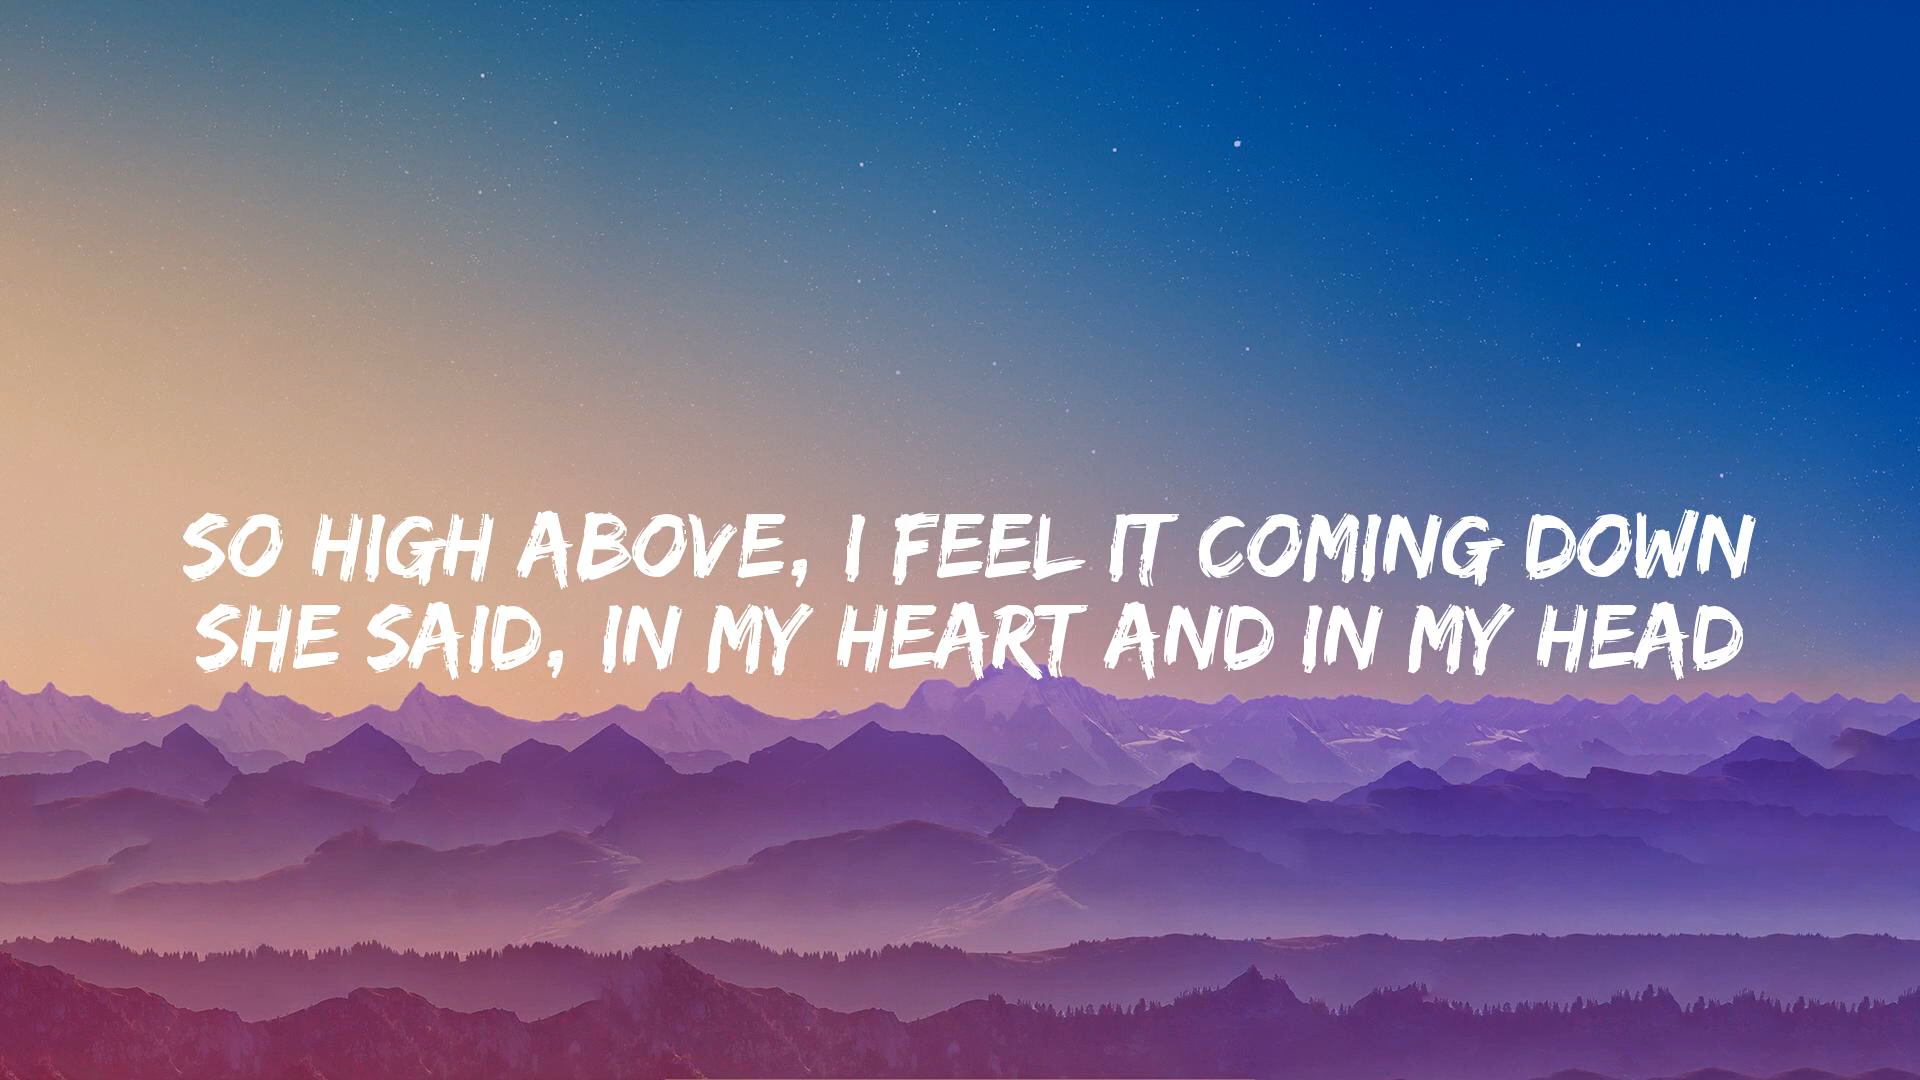 SO HIGH ABOVE, I FEEL IT COMING DOWN
SHE SAID, IN MY HEART AND IN MY HEAD